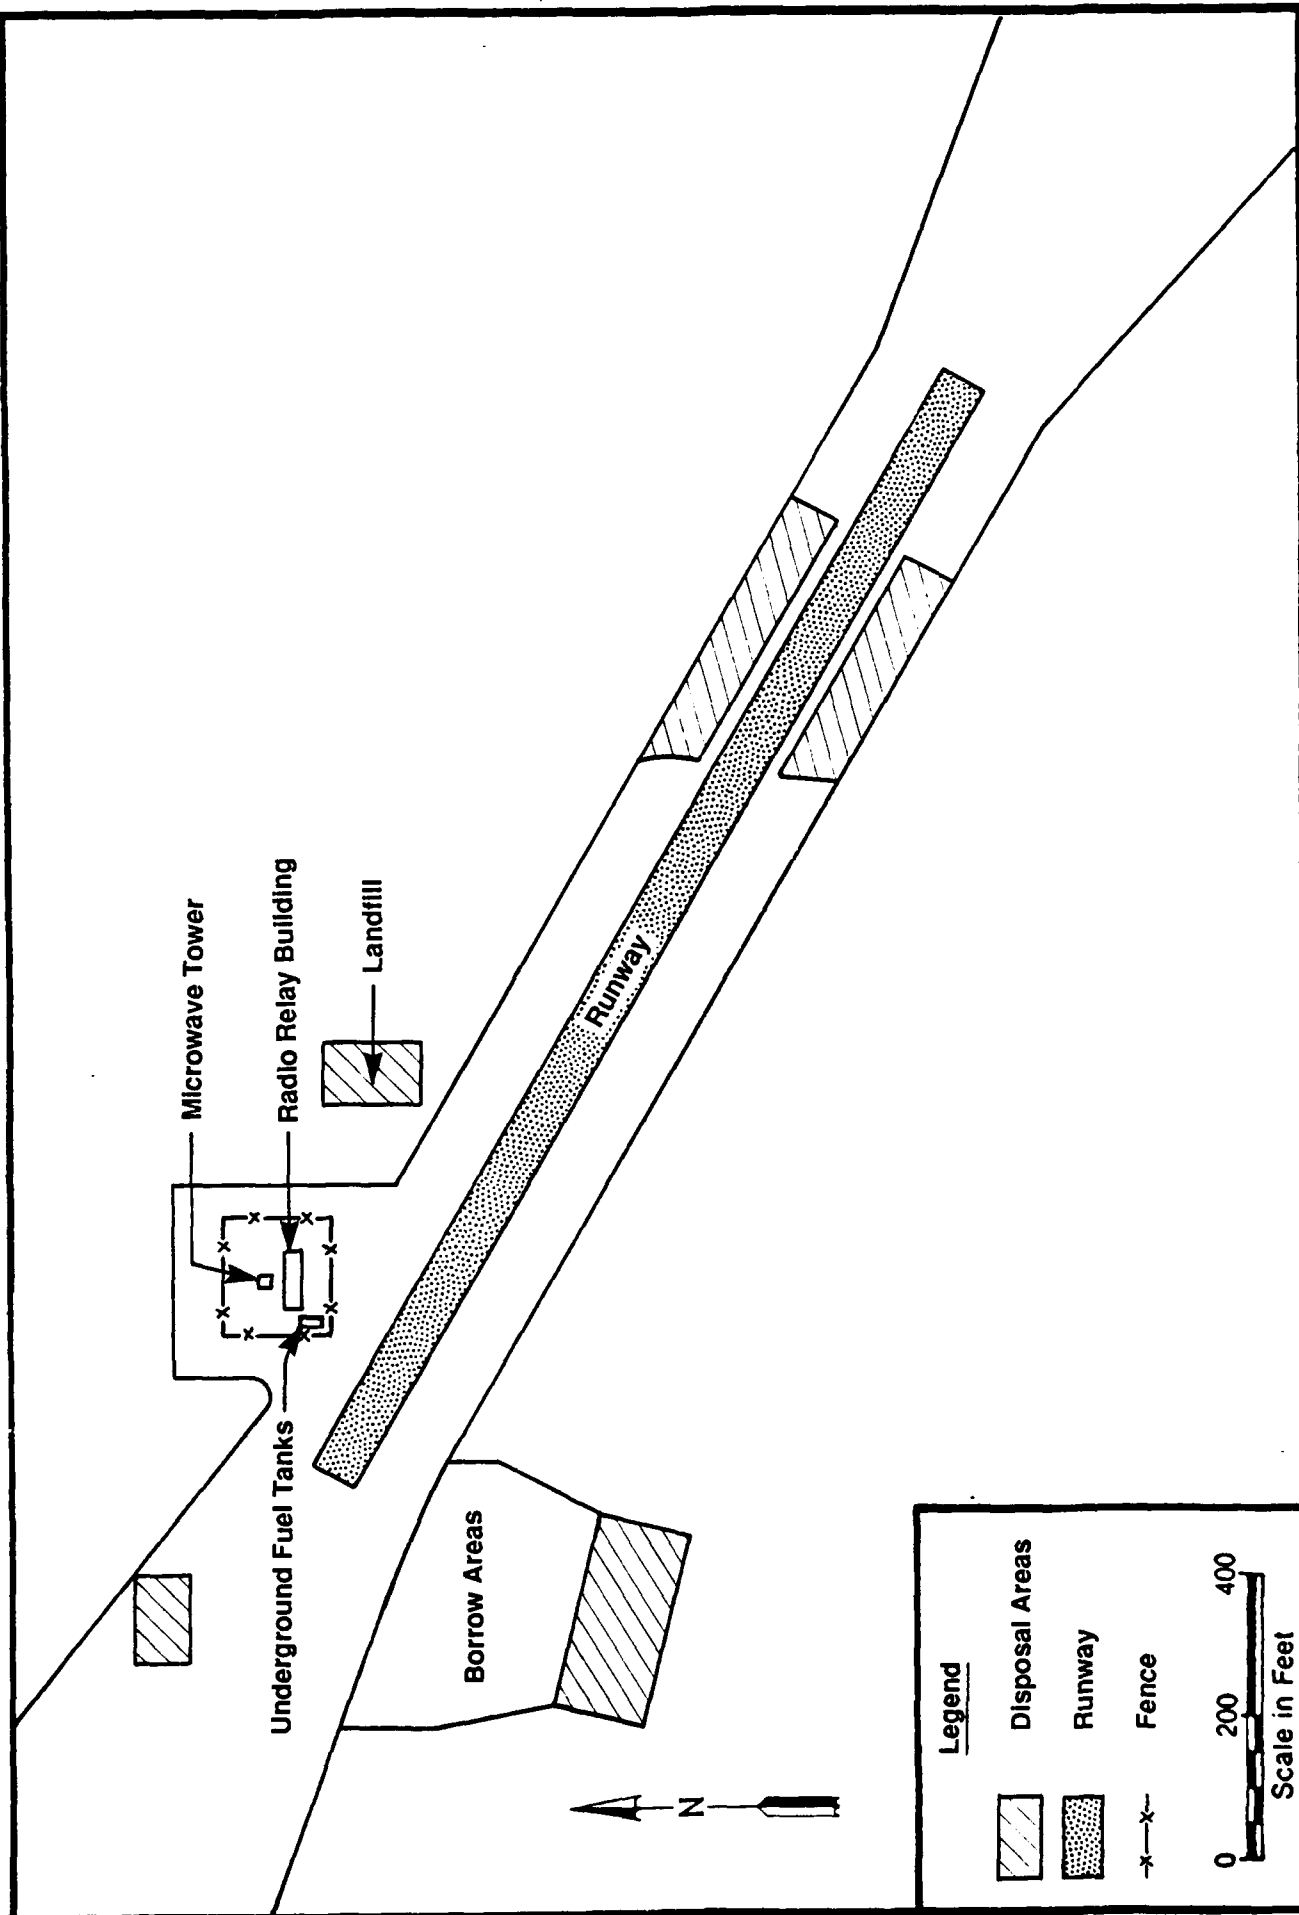 Microwave Tower
Radio Relay Building
Landfill
Underground Fuel Tanks
Runway
Borrow Areas
N
Legend
Disposal Areas
Runway
-x—x- Fence
0 200 400
Scale in Feet